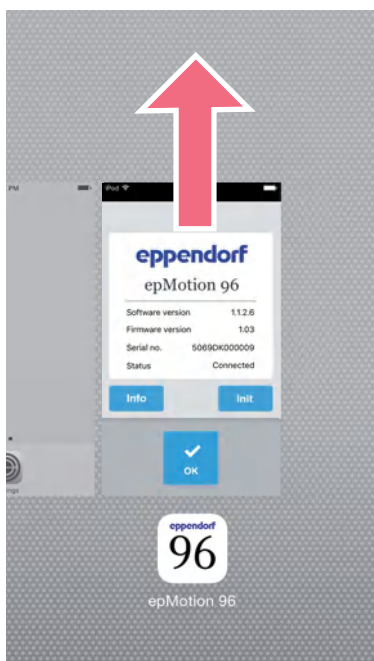 PM
iPod
eppendorf
epMotion 96
Software version 1.1.2.6
Firmware version 1.03
Serial no. 5069DK000009
Status Connected
Info Init
OK
ngs
eppendorf
96
epMotion 96